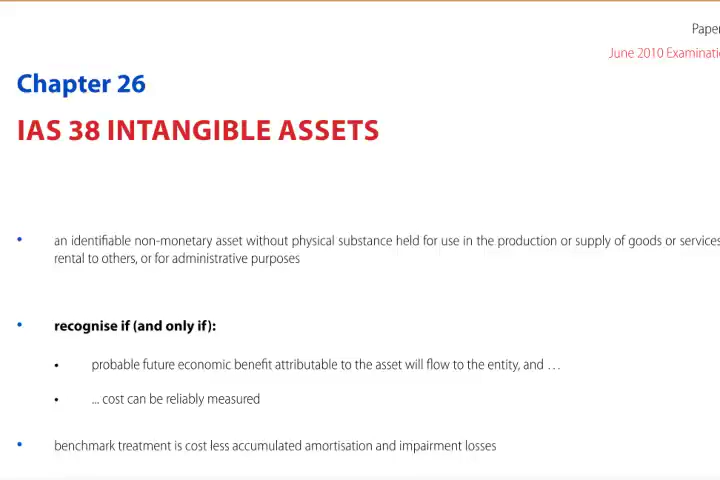 Paper
June 2010 Examinatio
Chapter 26
IAS 38 INTANGIBLE ASSETS
• an identifiable non-monetary asset without physical substance held for use in the production or supply of goods or services
rental to others, or for administrative purposes
• recognise if (and only if):
• probable future economic benefit attributable to the asset will flow to the entity, and …
• ... cost can be reliably measured
• benchmark treatment is cost less accumulated amortisation and impairment losses